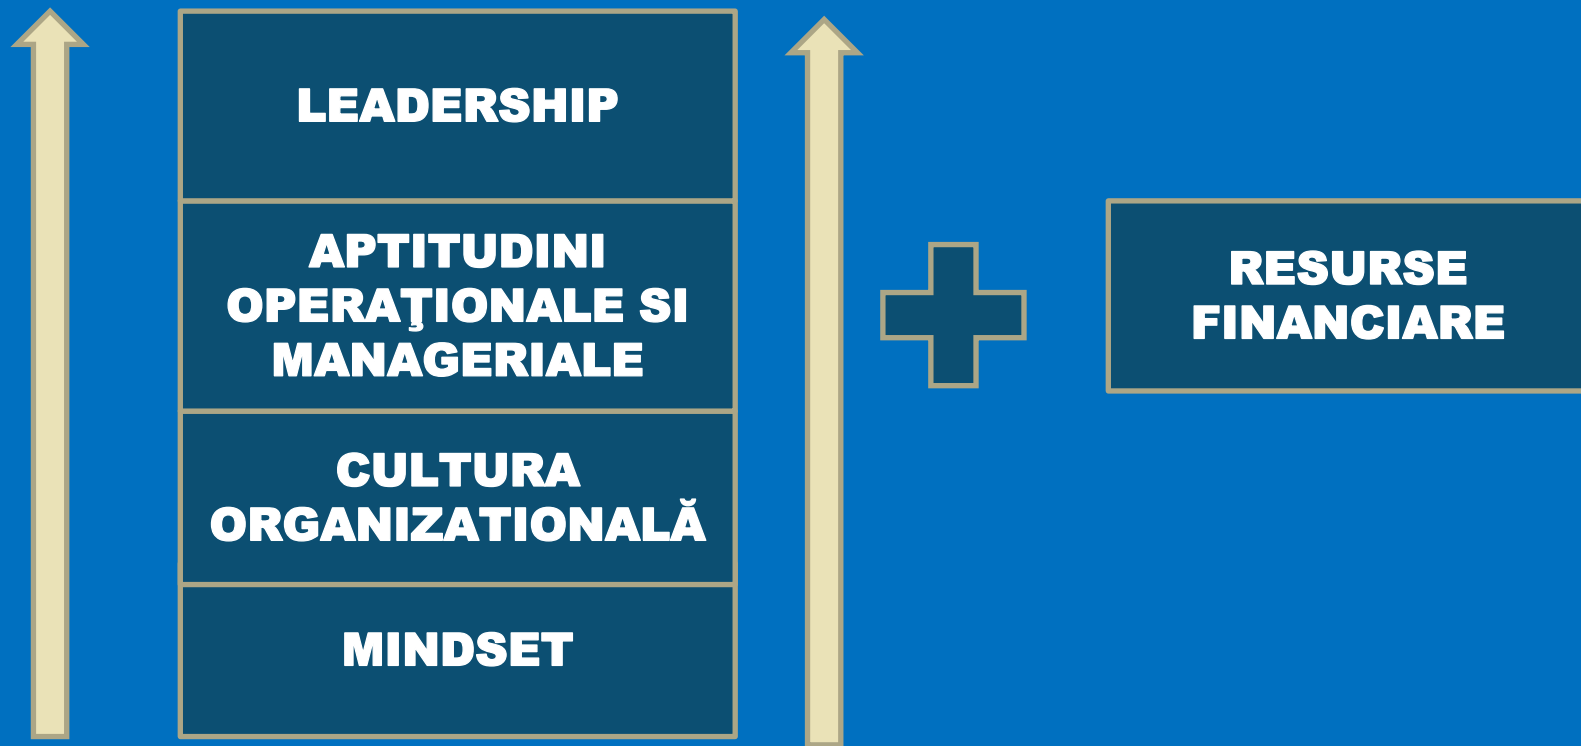 LEADERSHIP
APTITUDINI
OPERAŢIONALE SI
MANAGERIALE
CULTURA
ORGANIZATIONALĂ
MINDSET
RESURSE
FINANCIARE